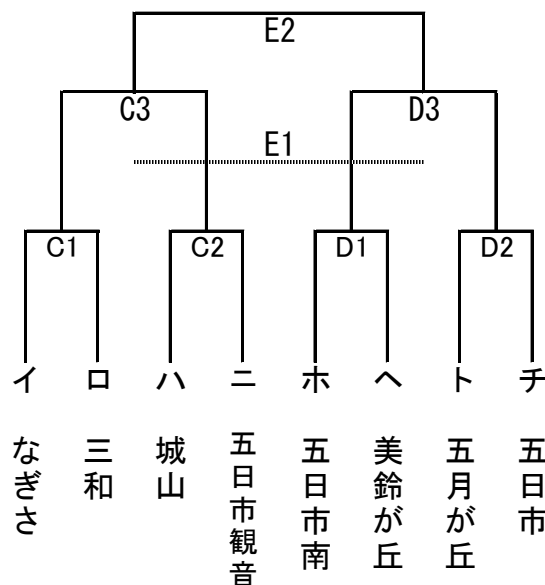 E2
C3 D3
E1
C1 C2 D1 D2
イ ロ ハ ニ ホ ヘ ト チ
なぎさ
三和
城山
五日市観音
五日市南
美鈴が丘
五月が丘
五日市